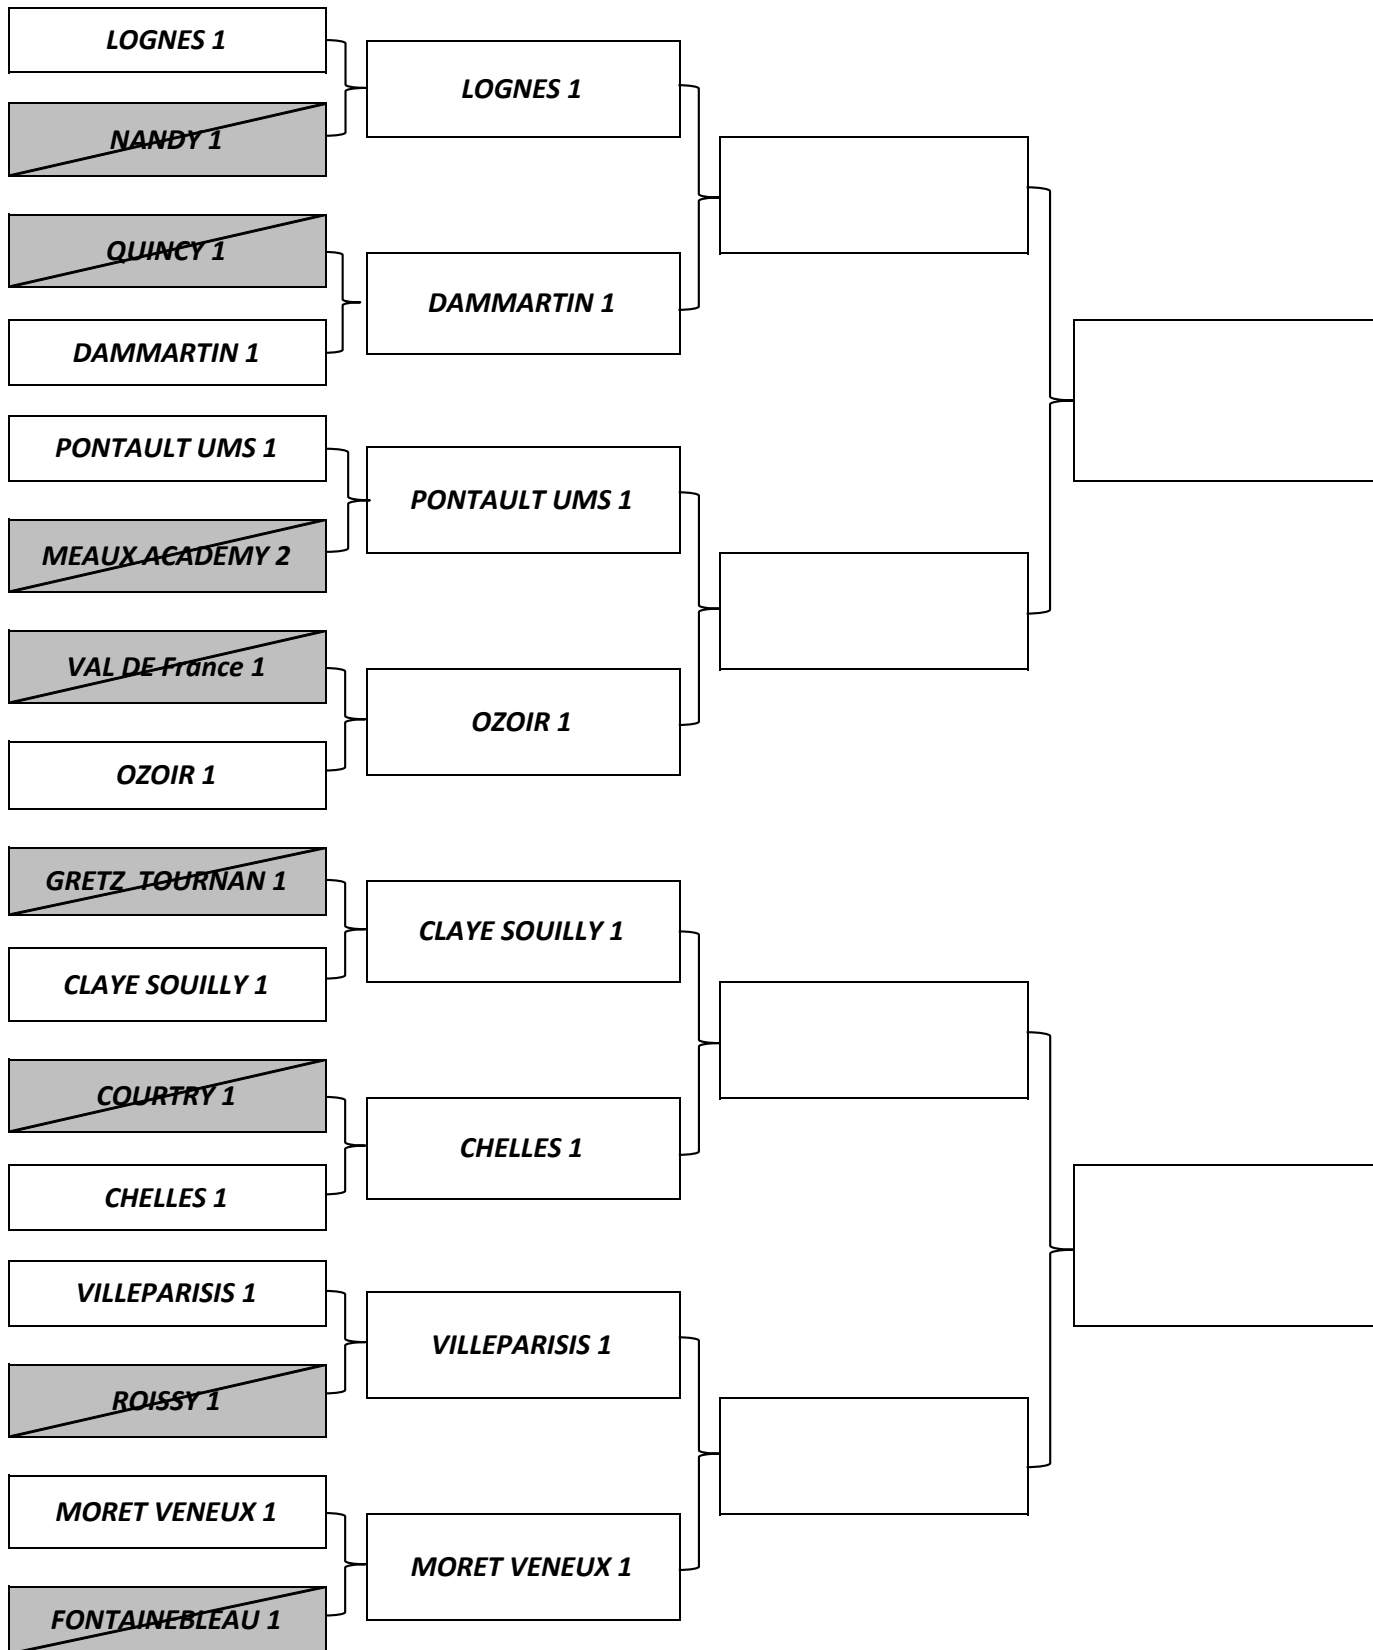 LOGNES 1
NANDY 1
QUINCY 1
DAMMARTIN 1
PONTAULT UMS 1
MEAUX ACADEMY 2
VAL DE France 1
OZOIR 1
GRETZ TOURNAN 1
CLAYE SOUILLY 1
COURTRY 1
CHELLES 1
VILLEPARISIS 1
ROISSY 1
MORET VENEUX 1
FONTAINEBLEAU 1
LOGNES 1
DAMMARTIN 1
PONTAULT UMS 1
OZOIR 1
CLAYE SOUILLY 1
CHELLES 1
VILLEPARISIS 1
MORET VENEUX 1